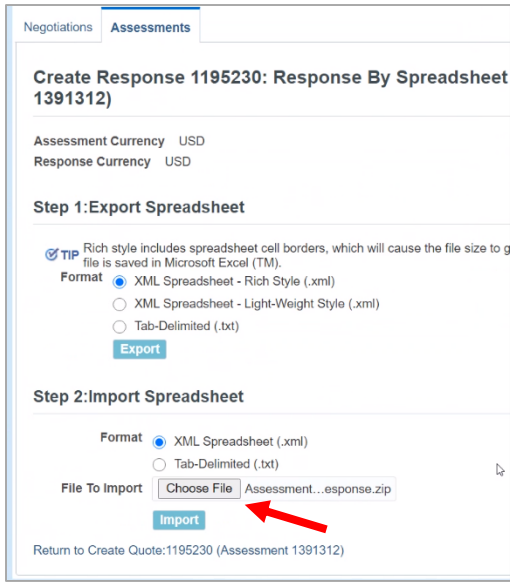 Negotiations Assessments
Create Response 1195230: Response By Spreadsheet
1391312)
Assessment Currency USD
Response Currency USD
Step 1:Export Spreadsheet
TIP Rich style includes spreadsheet cell borders, which will cause the file size to g
file is saved in Microsoft Excel (TM).
Format XML Spreadsheet - Rich Style (.xml)
XML Spreadsheet - Light-Weight Style (.xml)
Tab-Delimited (.txt)
Export
Step 2:Import Spreadsheet
Format XML Spreadsheet (.xml)
Tab-Delimited (.txt)
File To Import Choose File Assessment...esponse.zip
Import
Return to Create Quote:1195230 (Assessment 1391312)